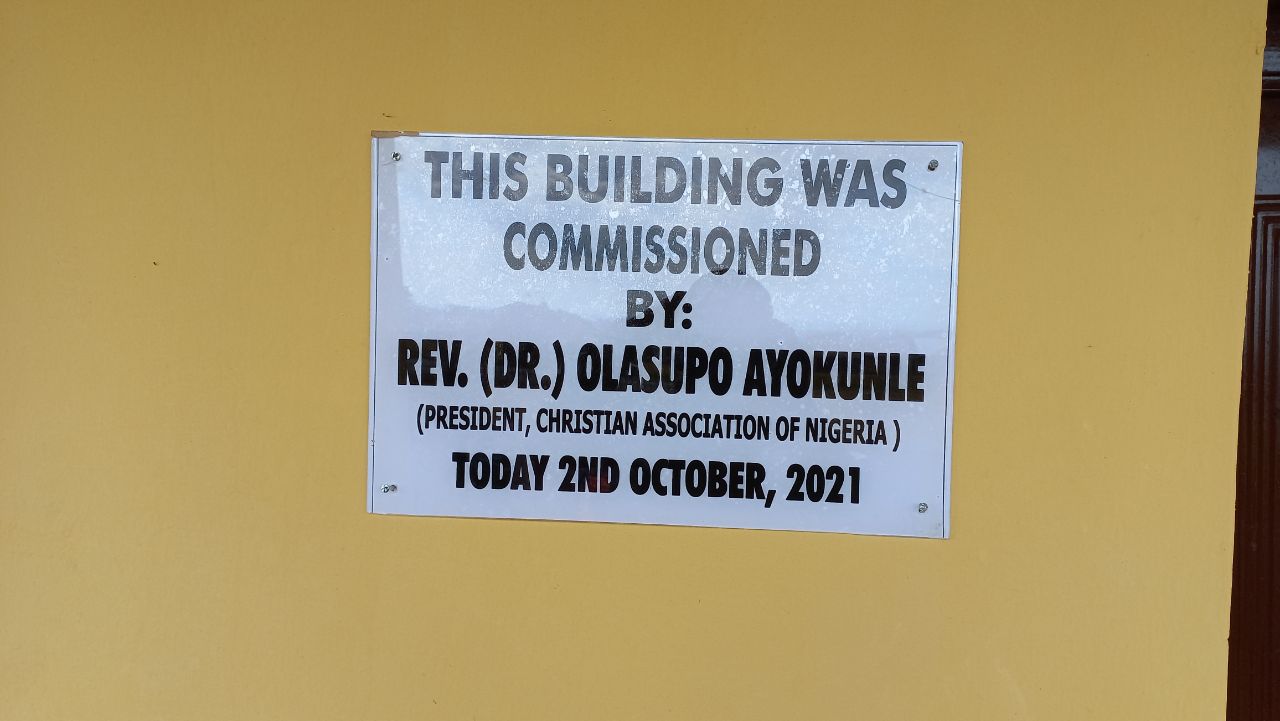 THIS BUILDING WAS
COMMISSIONED
BY:
REV. (DR.) OLASUPO AYOKUNLE
(PRESIDENT, CHRISTIAN ASSOCIATION OF NIGERIA )
TODAY 2ND OCTOBER, 2021